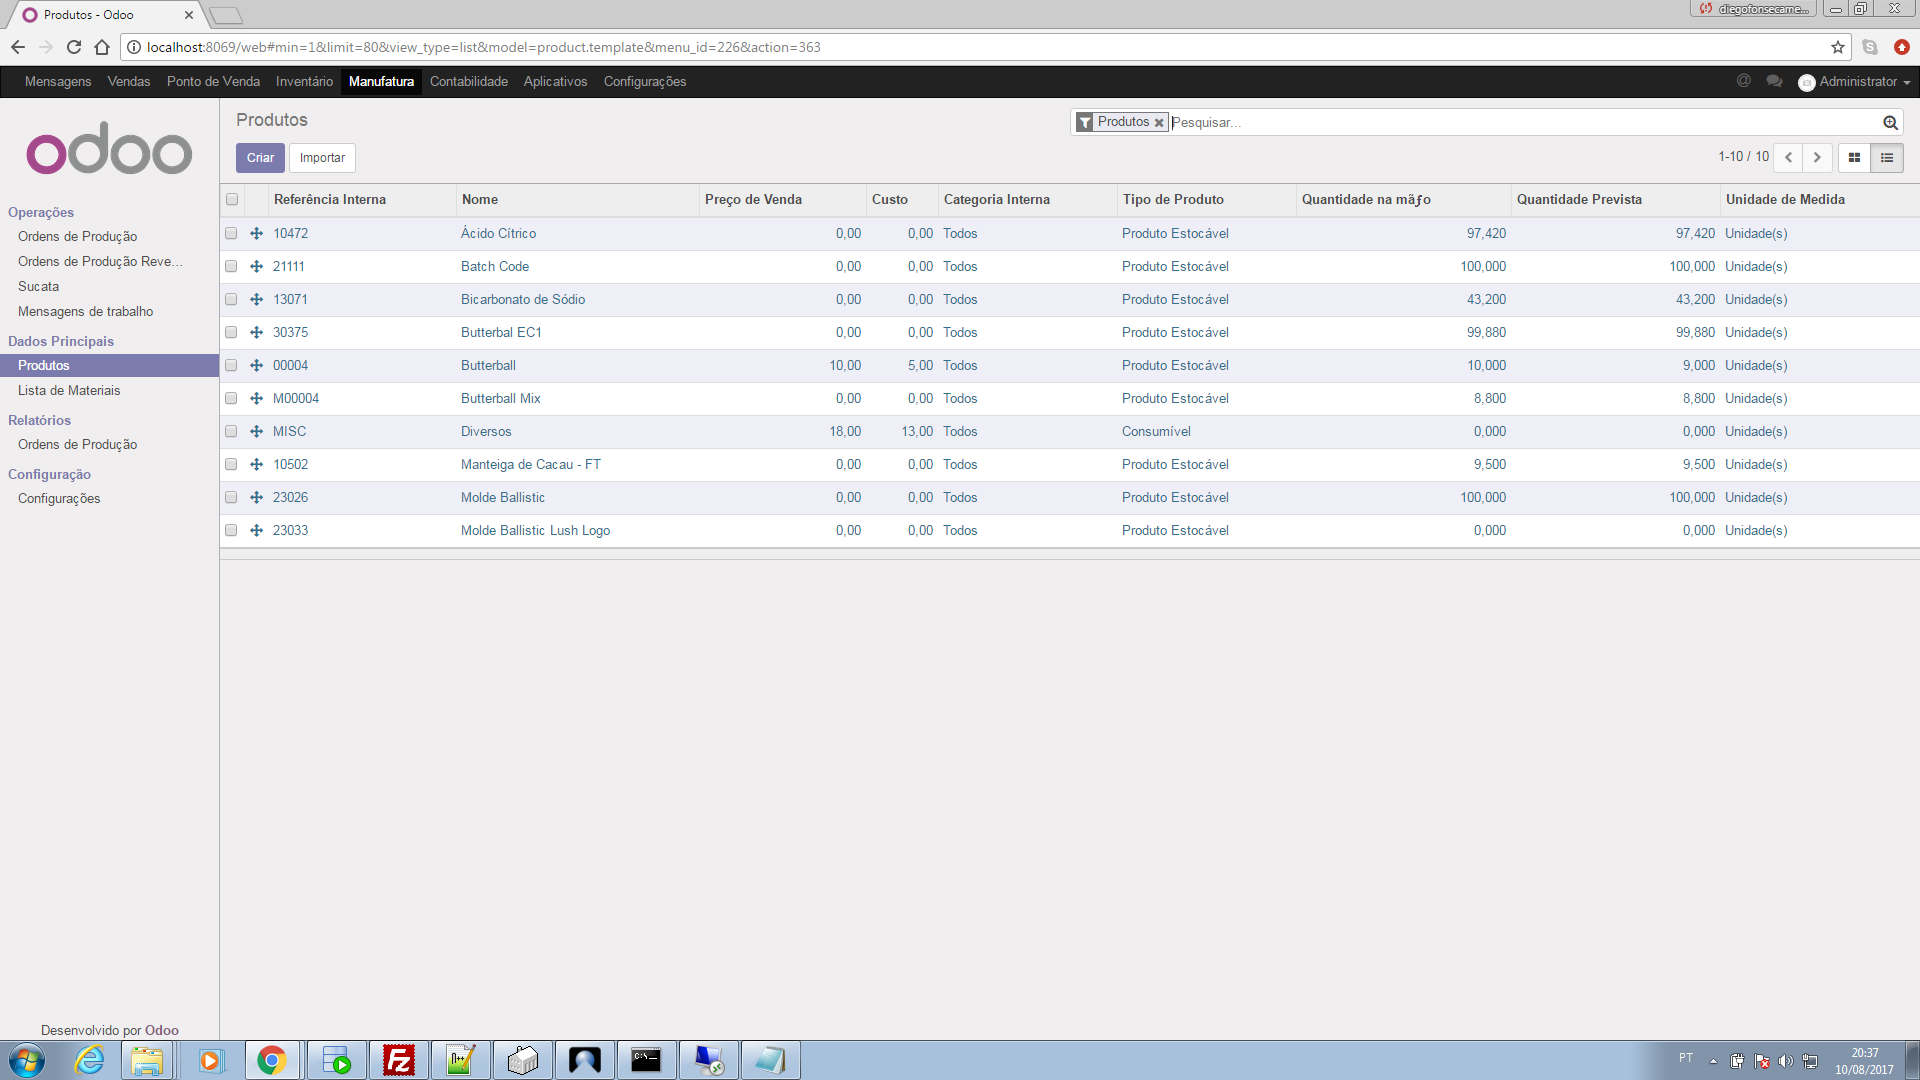 Produtos - Odoo
diegofonsecame...
localhost:8069/web#min=1&limit=80&view_type=list&model=product.template&menu_id=226&action=363
Mensagens Vendas Ponto de Venda Inventário Manufatura Contabilidade Aplicativos Configurações @ Administrator
odoo
Produtos
Produtos Pesquisar...
Criar Importar
1-10 / 10
Operações
Ordens de Produção
Ordens de Produção Reve...
Sucata
Mensagens de trabalho
Dados Principais
Produtos
Lista de Materiais
Relatórios
Ordens de Produção
Configuração
Configurações
Desenvolvido por Odoo
Referência Interna Nome Preço de Venda Custo Categoria Interna Tipo de Produto Quantidade na mãƒo Quantidade Prevista Unidade de Medida
10472 Ácido Cítrico 0,00 0,00 Todos Produto Estocável 97,420 97,420 Unidade(s)
21111 Batch Code 0,00 0,00 Todos Produto Estocável 100,000 100,000 Unidade(s)
13071 Bicarbonato de Sódio 0,00 0,00 Todos Produto Estocável 43,200 43,200 Unidade(s)
30375 Butterbal EC1 0,00 0,00 Todos Produto Estocável 99,880 99,880 Unidade(s)
00004 Butterball 10,00 5,00 Todos Produto Estocável 10,000 9,000 Unidade(s)
M00004 Butterball Mix 0,00 0,00 Todos Produto Estocável 8,800 8,800 Unidade(s)
MISC Diversos 18,00 13,00 Todos Consumível 0,000 0,000 Unidade(s)
10502 Manteiga de Cacau - FT 0,00 0,00 Todos Produto Estocável 9,500 9,500 Unidade(s)
23026 Molde Ballistic 0,00 0,00 Todos Produto Estocável 100,000 100,000 Unidade(s)
23033 Molde Ballistic Lush Logo 0,00 0,00 Todos Produto Estocável 0,000 0,000 Unidade(s)
PT
20:37
10/08/2017